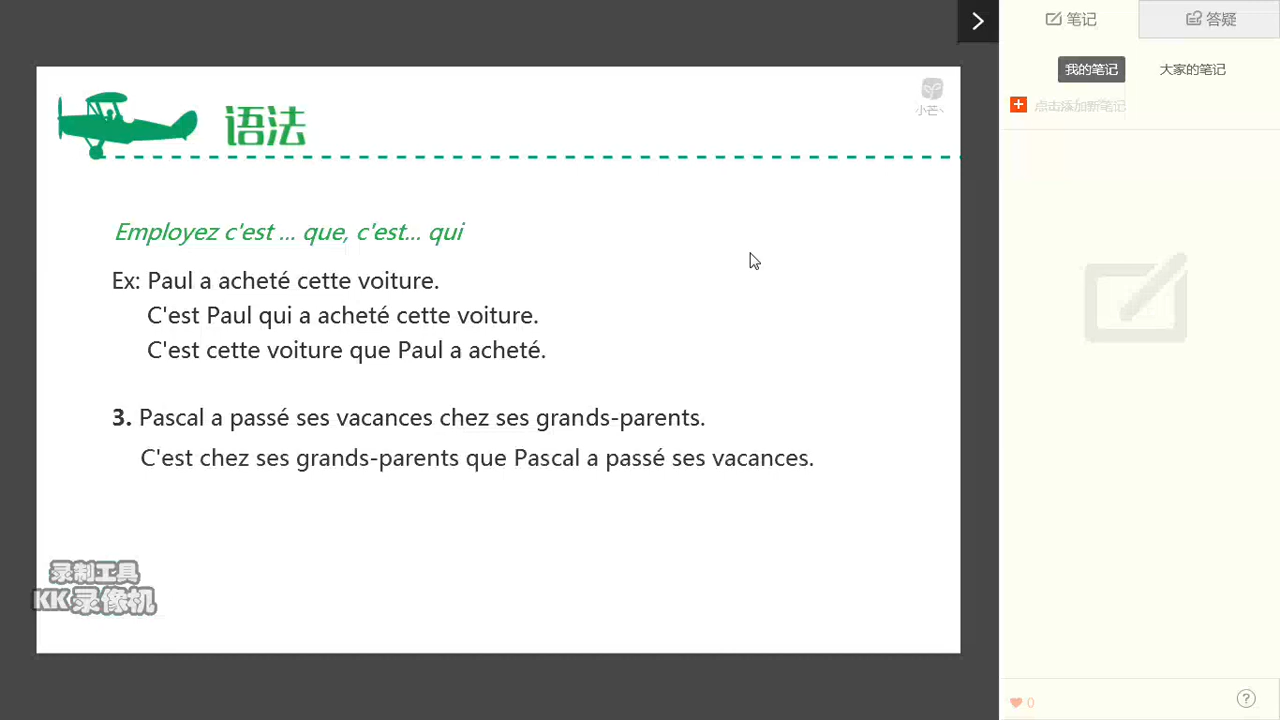 笔记
答疑
我的笔记
大家的笔记
点击添加新笔记
语法
小芒丶
Employez c'est ... que, c'est... qui
Ex: Paul a acheté cette voiture.
C'est Paul qui a acheté cette voiture.
C'est cette voiture que Paul a acheté.
3. Pascal a passé ses vacances chez ses grands-parents.
C'est chez ses grands-parents que Pascal a passé ses vacances.
录制工具
KK 录像机
0
?